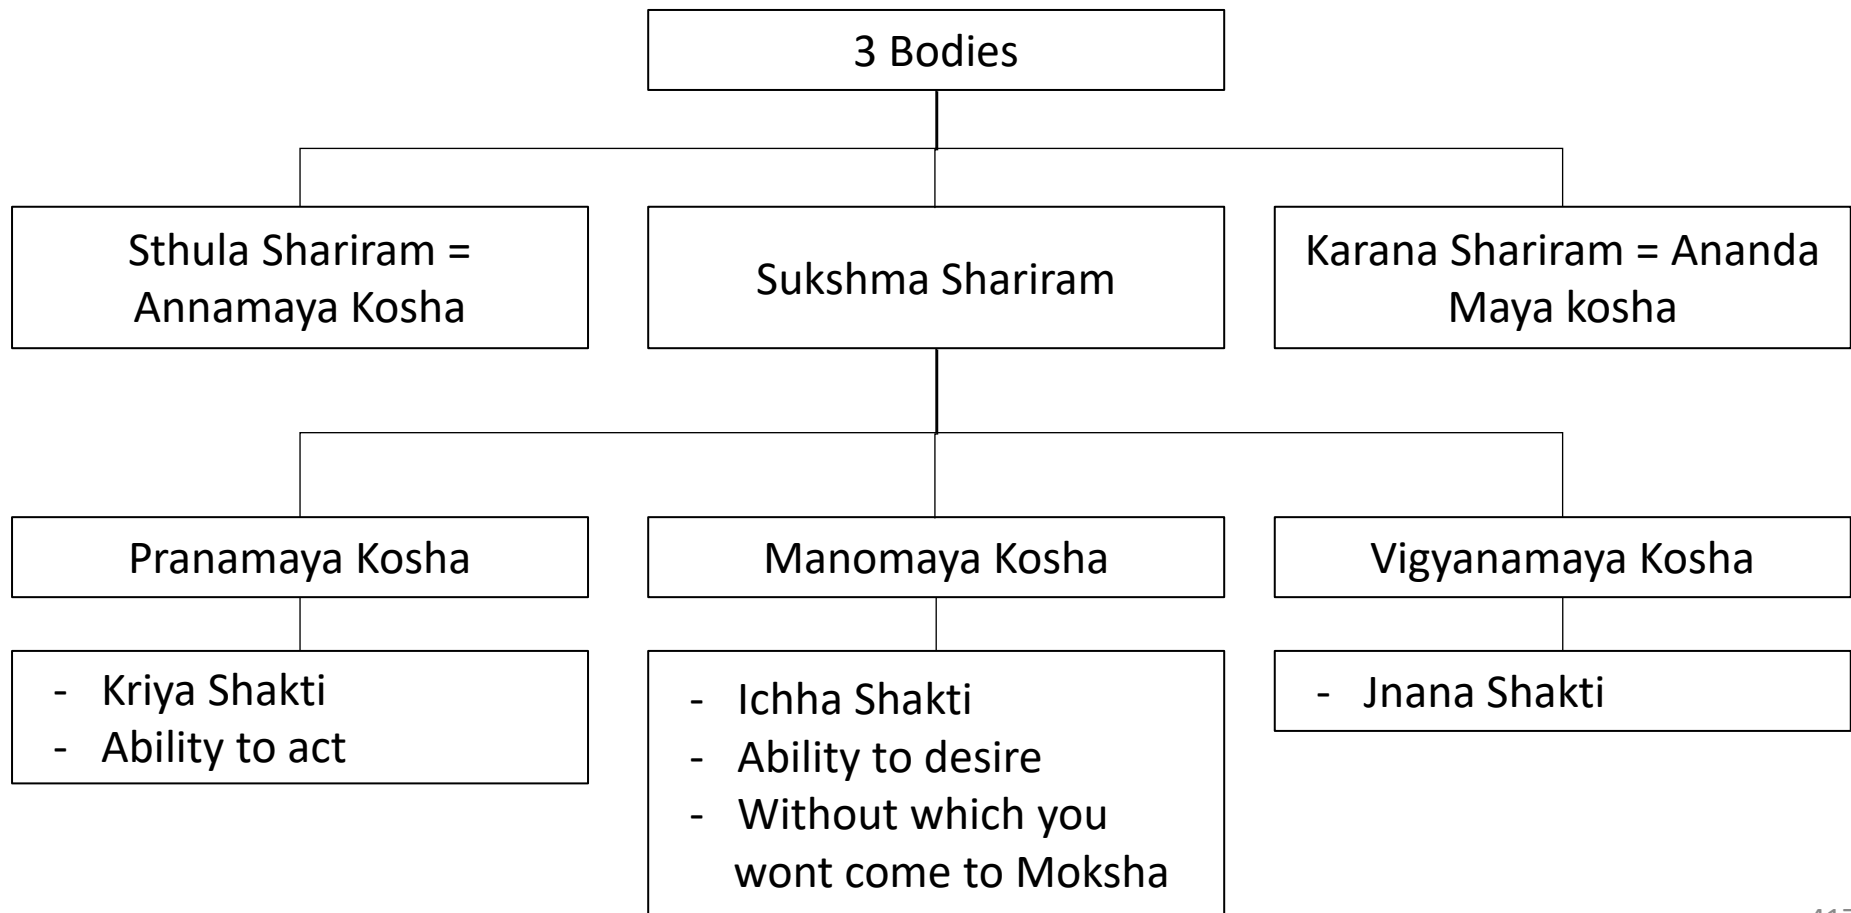 3 Bodies
Sthula Shariram =
Annamaya Kosha
Sukshma Shariram
Karana Shariram = Ananda
Maya kosha
Pranamaya Kosha
Manomaya Kosha
Vigyanamaya Kosha
- Kriya Shakti
- Ability to act
- Ichha Shakti
- Ability to desire
- Without which you
wont come to Moksha
- Jnana Shakti